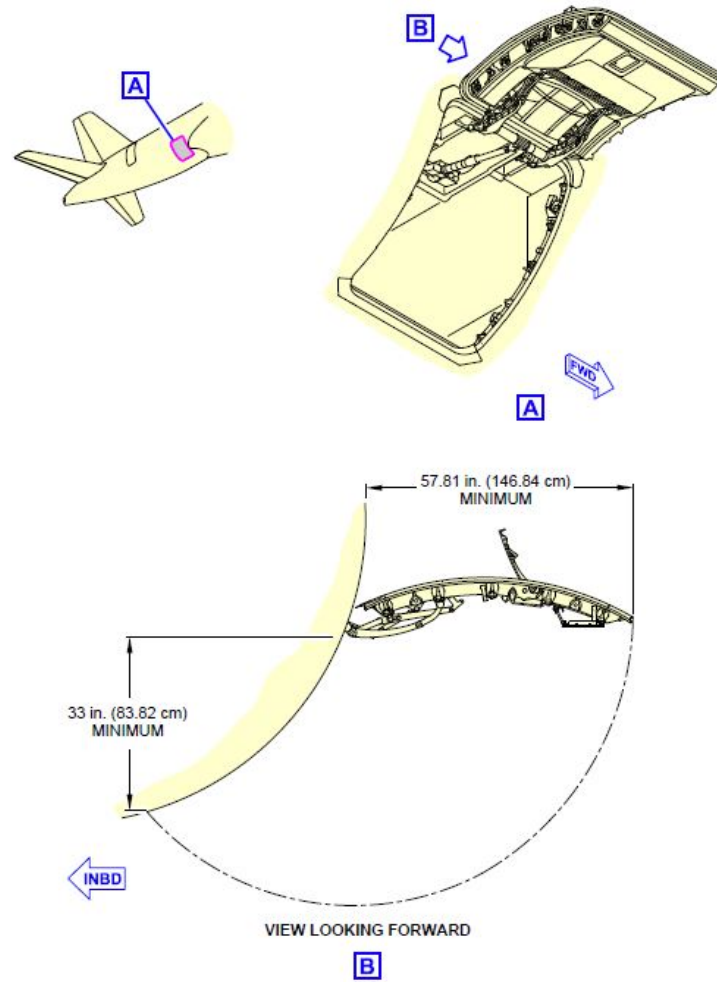 B
A
FWD
A
57.81 in. (146.84 cm)
MINIMUM
33 in. (83.82 cm)
MINIMUM
INBD
VIEW LOOKING FORWARD
B